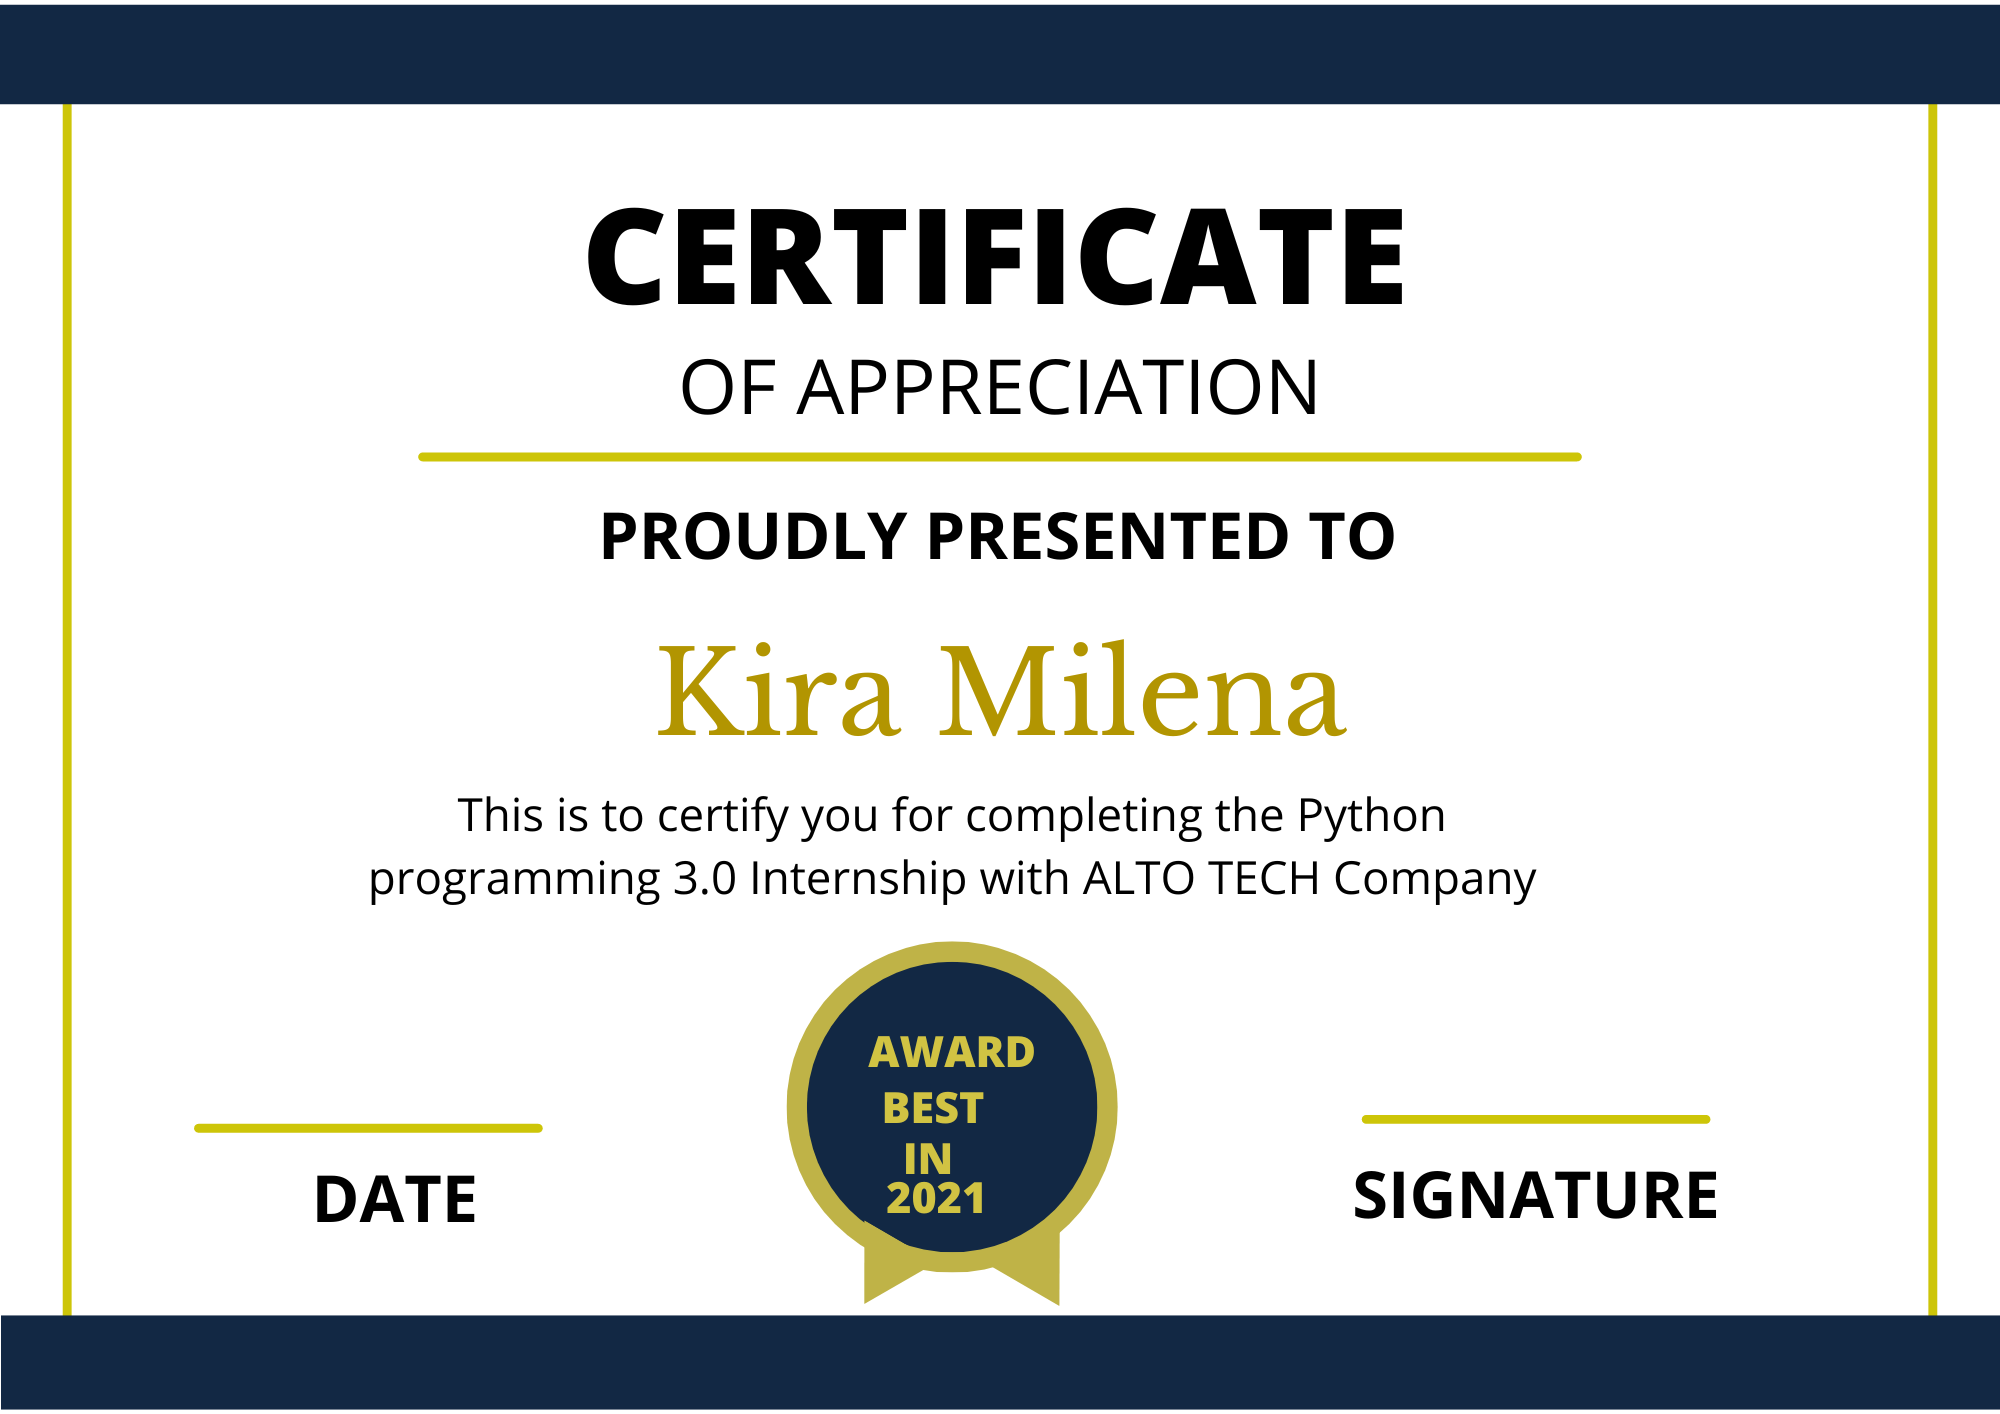 CERTIFICATE
OF APPRECIATION
PROUDLY PRESENTED TO
Kira Milena
This is to certify you for completing the Python
programming 3.0 Internship with ALTO TECH Company
AWARD
BEST
IN
2021
DATE
SIGNATURE